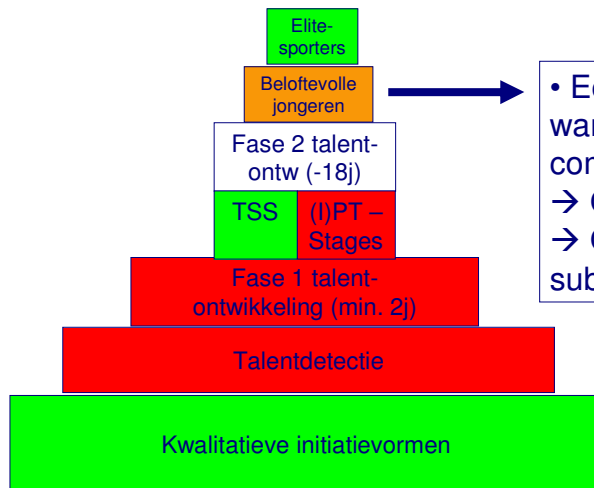 Elite-
sporters
Beloftevolle
jongeren
Fase 2 talent-
ontw (-18j)
TSS
(I)PT –
Stages
Fase 1 talent-
ontwikkeling (min. 2j)
Talentdetectie
Kwalitatieve initiatievormen
•
→
→